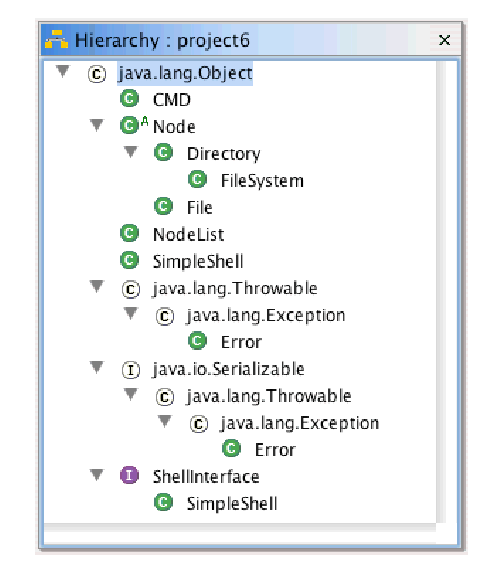 Hierarchy : project6 ×
C java.lang.Object
C CMD
C A Node
C Directory
C FileSystem
C File
C NodeList
C SimpleShell
C java.lang.Throwable
C java.lang.Exception
C Error
I java.io.Serializable
C java.lang.Throwable
C java.lang.Exception
C Error
I ShellInterface
C SimpleShell